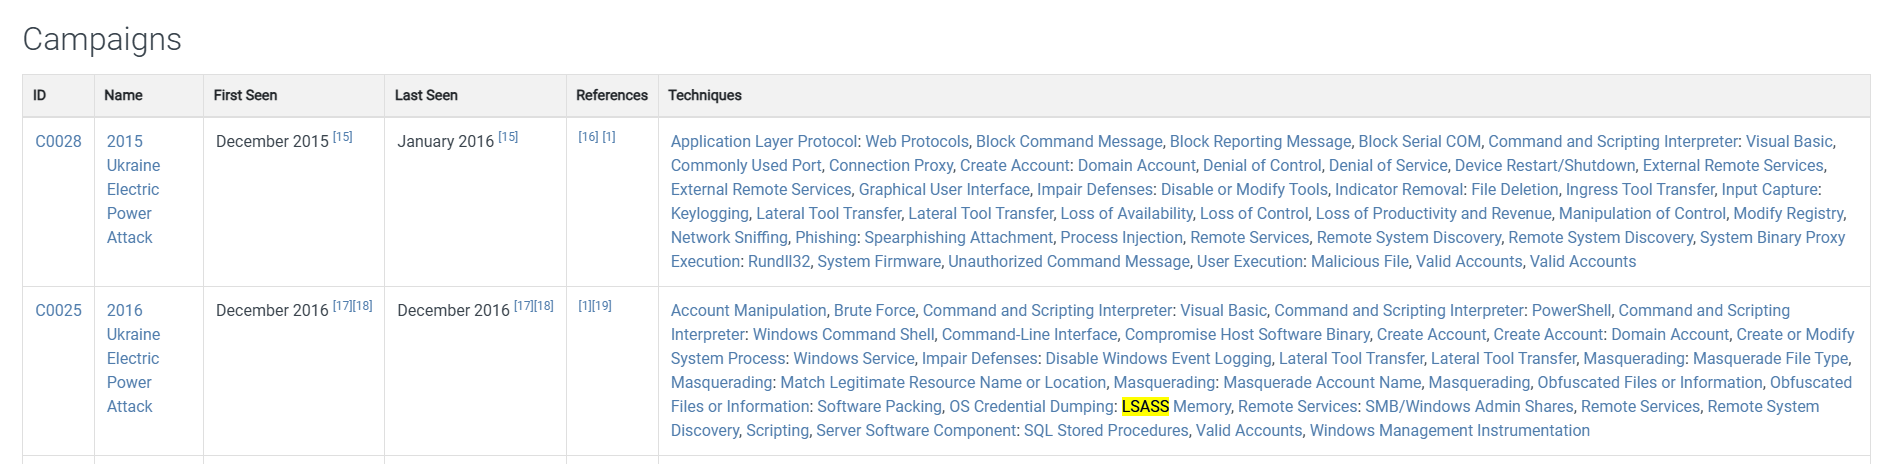 Campaigns
ID Name First Seen Last Seen References Techniques
C0028 2015 December 2015 [15] January 2016 [15] [16] [1] Application Layer Protocol: Web Protocols, Block Command Message, Block Reporting Message, Block Serial COM, Command and Scripting Interpreter: Visual Basic,
Ukraine Commonly Used Port, Connection Proxy, Create Account: Domain Account, Denial of Control, Denial of Service, Device Restart/Shutdown, External Remote Services,
Electric External Remote Services, Graphical User Interface, Impair Defenses: Disable or Modify Tools, Indicator Removal: File Deletion, Ingress Tool Transfer, Input Capture:
Power Keylogging, Lateral Tool Transfer, Lateral Tool Transfer, Loss of Availability, Loss of Control, Loss of Productivity and Revenue, Manipulation of Control, Modify Registry,
Attack Network Sniffing, Phishing: Spearphishing Attachment, Process Injection, Remote Services, Remote System Discovery, Remote System Discovery, System Binary Proxy
Execution: Rundll32, System Firmware, Unauthorized Command Message, User Execution: Malicious File, Valid Accounts, Valid Accounts
C0025 2016 December 2016 [17][18] December 2016 [17][18] [1][19] Account Manipulation, Brute Force, Command and Scripting Interpreter: Visual Basic, Command and Scripting Interpreter: PowerShell, Command and Scripting
Ukraine Interpreter: Windows Command Shell, Command-Line Interface, Compromise Host Software Binary, Create Account, Create Account: Domain Account, Create or Modify
Electric System Process: Windows Service, Impair Defenses: Disable Windows Event Logging, Lateral Tool Transfer, Lateral Tool Transfer, Masquerading: Masquerade File Type,
Power Masquerading: Match Legitimate Resource Name or Location, Masquerading: Masquerade Account Name, Masquerading, Obfuscated Files or Information, Obfuscated
Attack Files or Information: Software Packing, OS Credential Dumping: LSASS Memory, Remote Services: SMB/Windows Admin Shares, Remote Services, Remote System
Discovery, Scripting, Server Software Component: SQL Stored Procedures, Valid Accounts, Windows Management Instrumentation